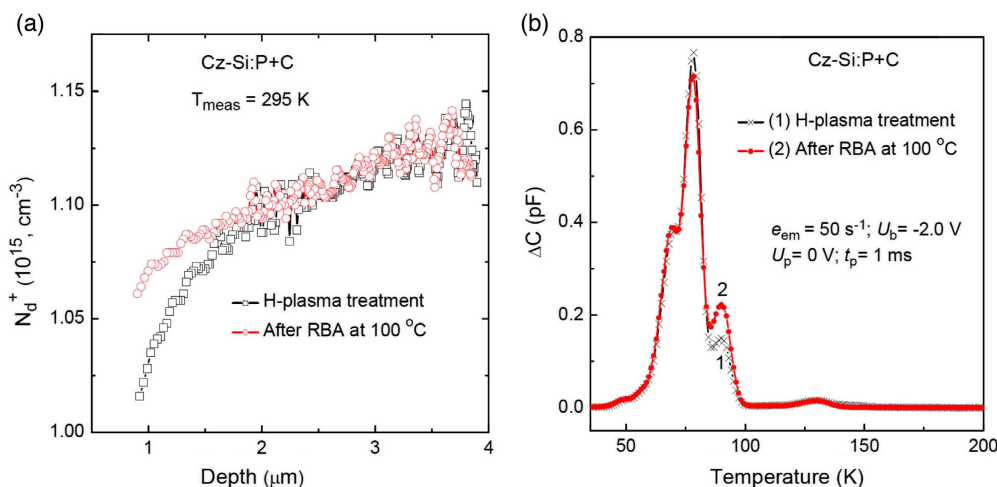 (a)
Cz-Si:P+C
T_meas = 295 K
H-plasma treatment
After RBA at 100 °C
N_d^+ (10^15, cm^-3)
1.15
1.10
1.05
1.00
1
2
3
4
Depth (μm)
(b)
Cz-Si:P+C
(1) H-plasma treatment
(2) After RBA at 100 °C
e_em = 50 s^-1; U_b= -2.0 V
U_p= 0 V; t_p= 1 ms
2
1
ΔC (pF)
0.8
0.6
0.4
0.2
0.0
50
100
150
200
Temperature (K)